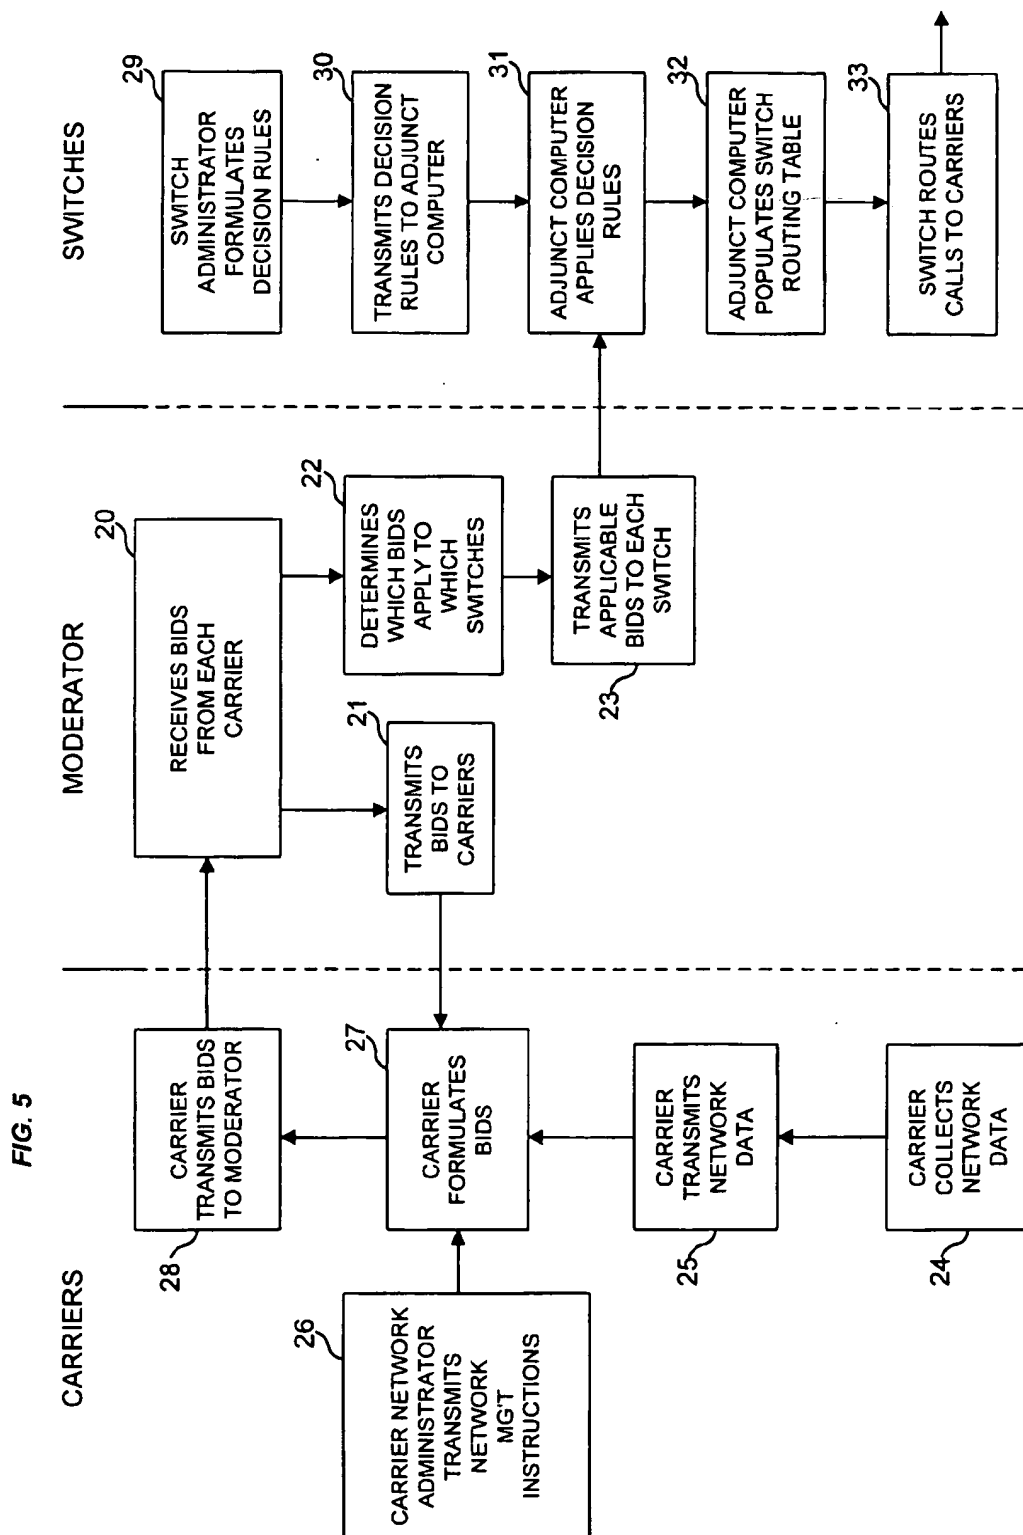 FIG. 5
CARRIERS
MODERATOR
SWITCHES
28
CARRIER
TRANSMITS BIDS
TO MODERATOR
26
CARRIER NETWORK
ADMINISTRATOR
TRANSMITS
NETWORK
MG'T
INSTRUCTIONS
27
CARRIER
FORMULATES
BIDS
25
CARRIER
TRANSMITS
NETWORK
DATA
24
CARRIER
COLLECTS
NETWORK
DATA
20
RECEIVES BIDS
FROM EACH
CARRIER
21
TRANSMITS
BIDS TO
CARRIERS
22
DETERMINES
WHICH BIDS
APPLY TO
WHICH
SWITCHES
23
TRANSMITS
APPLICABLE
BIDS TO EACH
SWITCH
29
SWITCH
ADMINISTRATOR
FORMULATES
DECISION RULES
30
TRANSMITS DECISION
RULES TO ADJUNCT
COMPUTER
31
ADJUNCT COMPUTER
APPLIES DECISION
RULES
32
ADJUNCT COMPUTER
POPULATES SWITCH
ROUTING TABLE
33
SWITCH ROUTES
CALLS TO CARRIERS